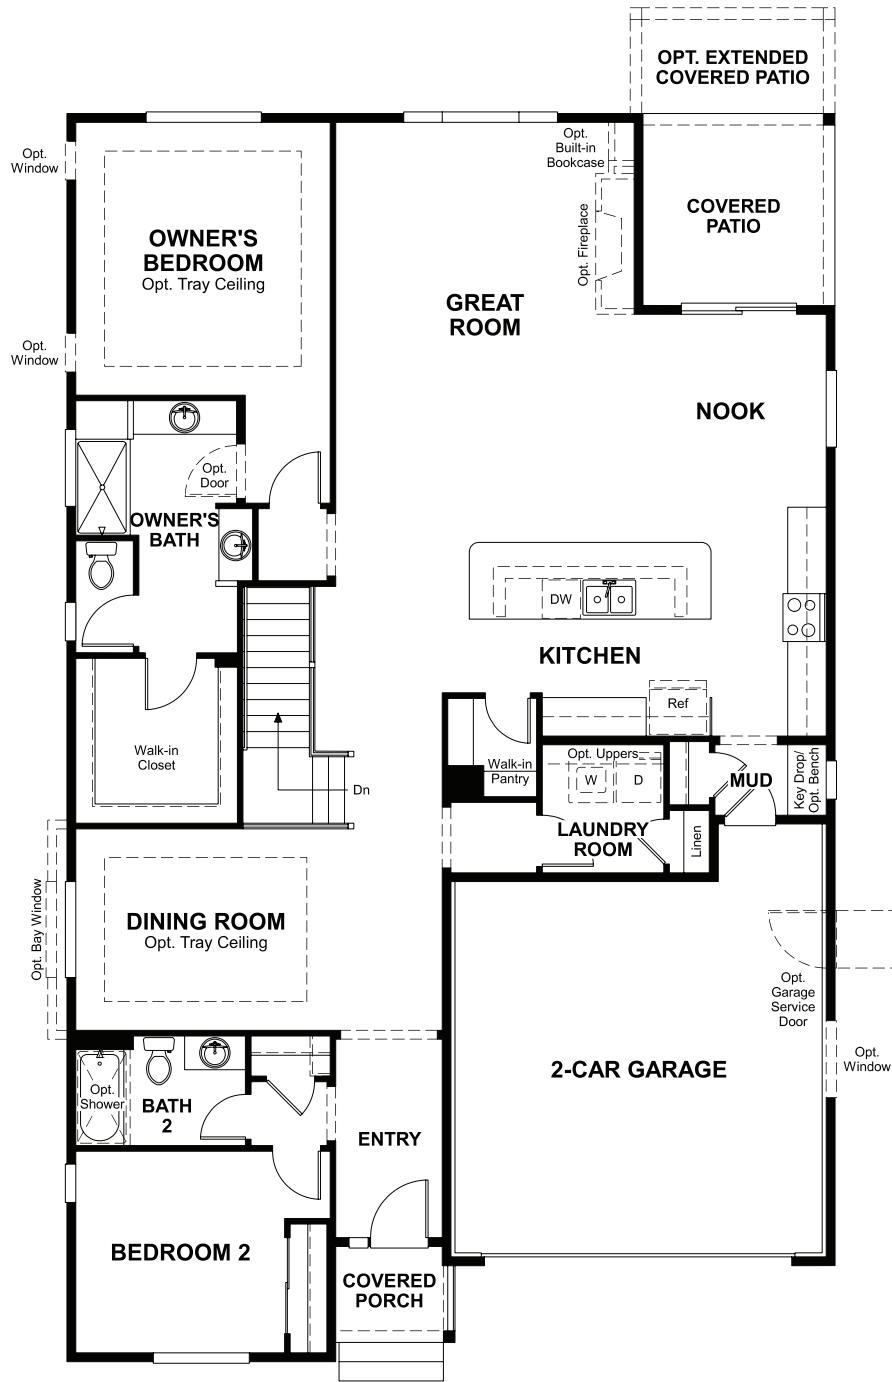 OPT. EXTENDED
COVERED PATIO
Opt.
Window
Opt.
Built-in
Bookcase
COVERED
PATIO
OWNER'S
BEDROOM
Opt. Tray Ceiling
Opt. Fireplace
GREAT
ROOM
Opt.
Window
NOOK
Opt.
Door
OWNER'S
BATH
DW
KITCHEN
Ref
Walk-in
Closet
Dn
Walk-in
Pantry
Opt. Uppers
W
D
MUD
Key Drop/
Opt. Bench
LAUNDRY
ROOM
Linen
Opt. Bay Window
DINING ROOM
Opt. Tray Ceiling
Opt.
Garage
Service
Door
Opt.
Window
2-CAR GARAGE
Opt.
Shower
BATH
2
ENTRY
BEDROOM 2
COVERED
PORCH